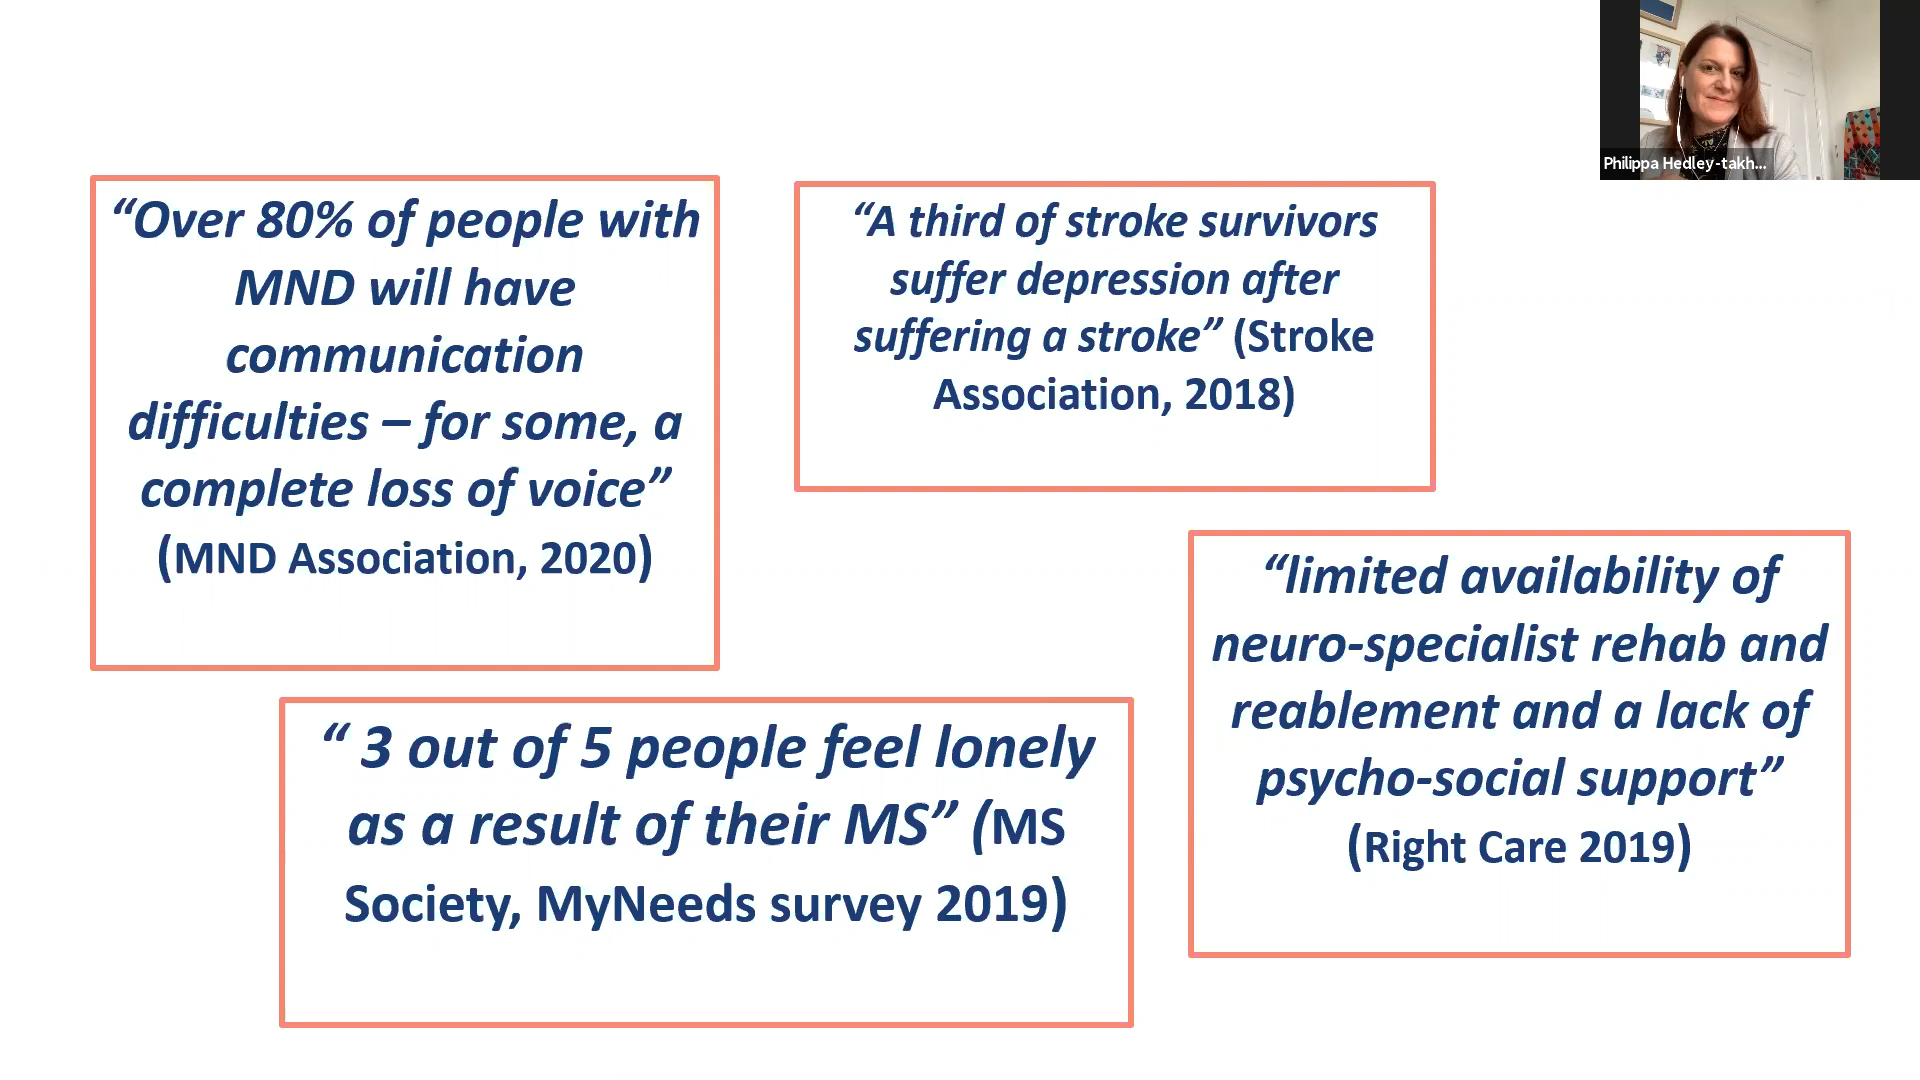 “Over 80% of people with
MND will have
communication
difficulties – for some, a
complete loss of voice”
(MND Association, 2020)
“A third of stroke survivors
suffer depression after
suffering a stroke” (Stroke
Association, 2018)
“limited availability of
neuro-specialist rehab and
reablement and a lack of
psycho-social support”
(Right Care 2019)
“ 3 out of 5 people feel lonely
as a result of their MS” (MS
Society, MyNeeds survey 2019)
Philippa Hedley-takh...